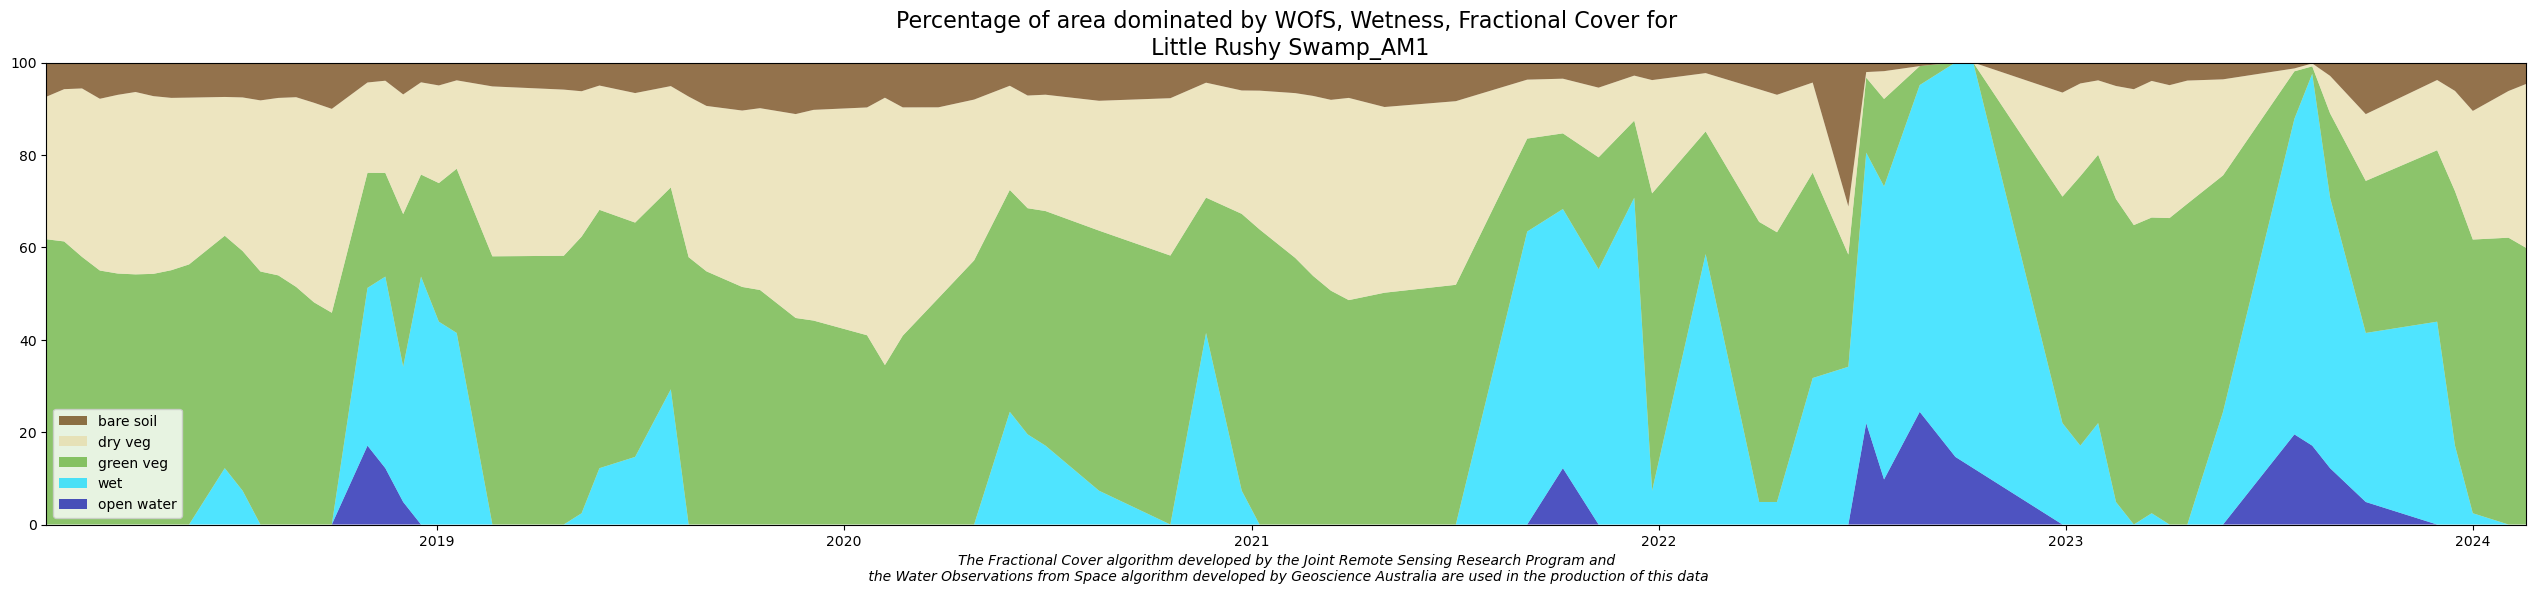 Percentage of area dominated by WOfS, Wetness, Fractional Cover for
Little Rushy Swamp_AM1
100
80
60
40
20
0
bare soil
dry veg
green veg
wet
open water
2019
2020
2021
2022
2023
2024
The Fractional Cover algorithm developed by the Joint Remote Sensing Research Program and
the Water Observations from Space algorithm developed by Geoscience Australia are used in the production of this data